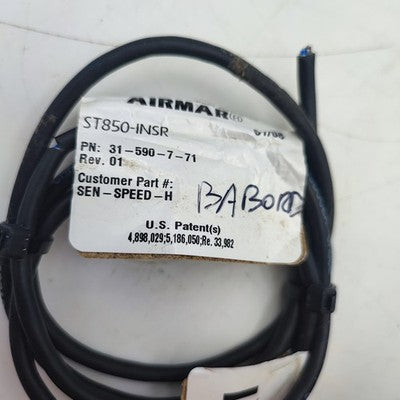 AIRMAR
ST850-INSR
PN: 31-590-7-71
Rev. 01
Customer Part #:
SEN-SPEED-H
BABORD
U.S. Patent(s)
4,898,029;5,186,050;Re. 33,982